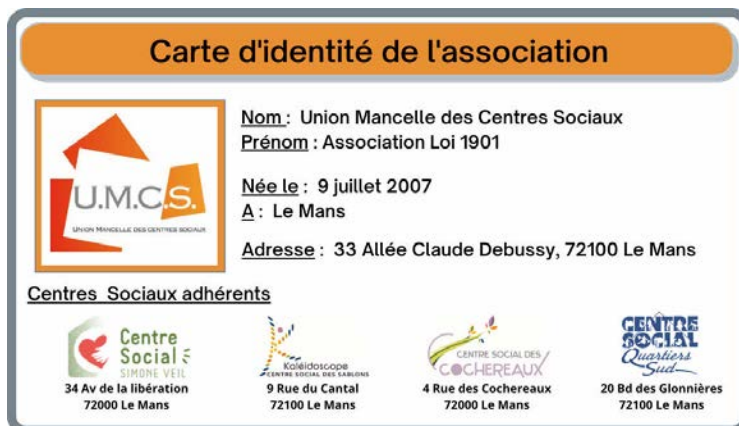 Carte d'identité de l'association
U.M.C.S.
UNION MANCELLE DES CENTRES SOCIAUX
Nom : Union Mancelle des Centres Sociaux
Prénom : Association Loi 1901
Née le : 9 juillet 2007
A : Le Mans
Adresse : 33 Allée Claude Debussy, 72100 Le Mans
Centres Sociaux adhérents
Centre
Social
SIMONE VEIL
34 Av de la libération
72000 Le Mans
Kaléidoscope
CENTRE SOCIAL DES SABLONS
9 Rue du Cantal
72100 Le Mans
CENTRE SOCIAL DES
COCHEREAUX
4 Rue des Cochereaux
72000 Le Mans
CENTRE
SOCIAL
Quartiers
Sud
20 Bd des Glonnières
72100 Le Mans